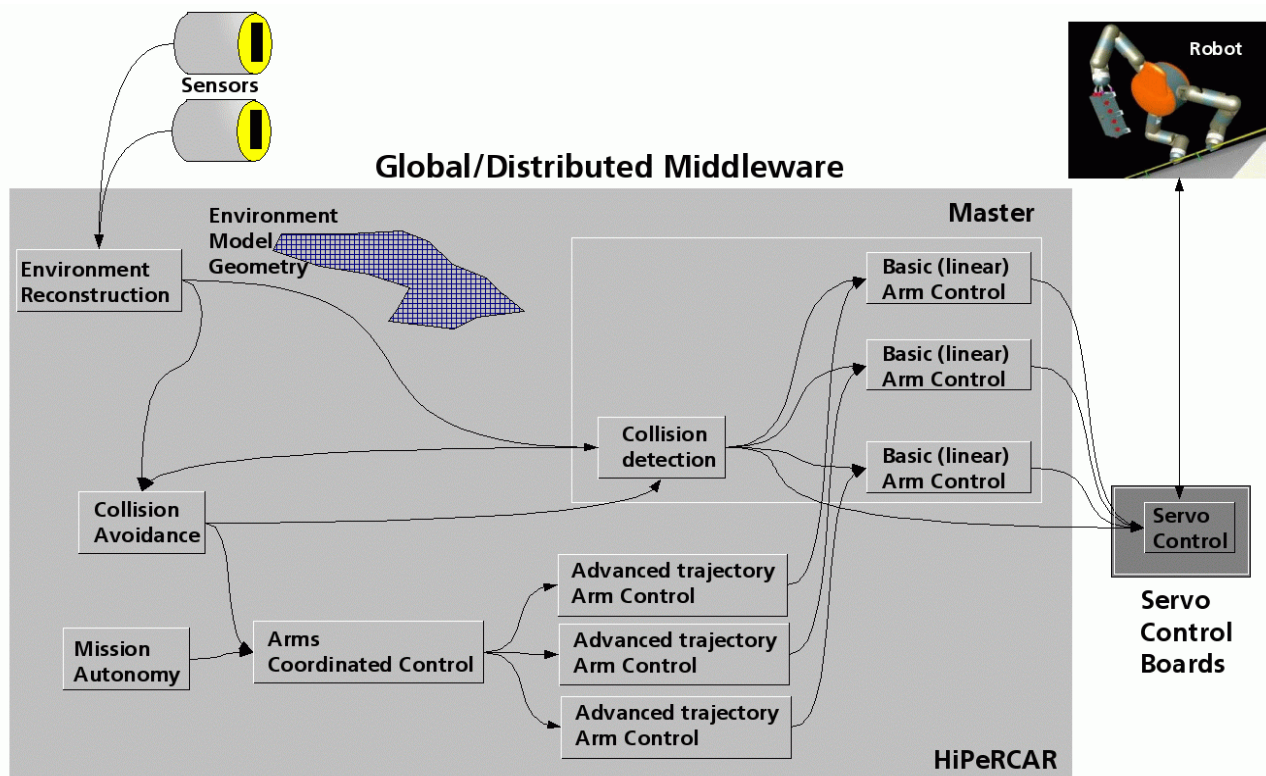 Sensors
Robot
Global/Distributed Middleware
Master
Environment
Model
Geometry
Environment
Reconstruction
Basic (linear)
Arm Control
Basic (linear)
Arm Control
Collision
detection
Basic (linear)
Arm Control
Collision
Avoidance
Servo
Control
Advanced trajectory
Arm Control
Servo
Control
Boards
Mission
Autonomy
Arms
Coordinated Control
Advanced trajectory
Arm Control
Advanced trajectory
Arm Control
HiPeRCAR